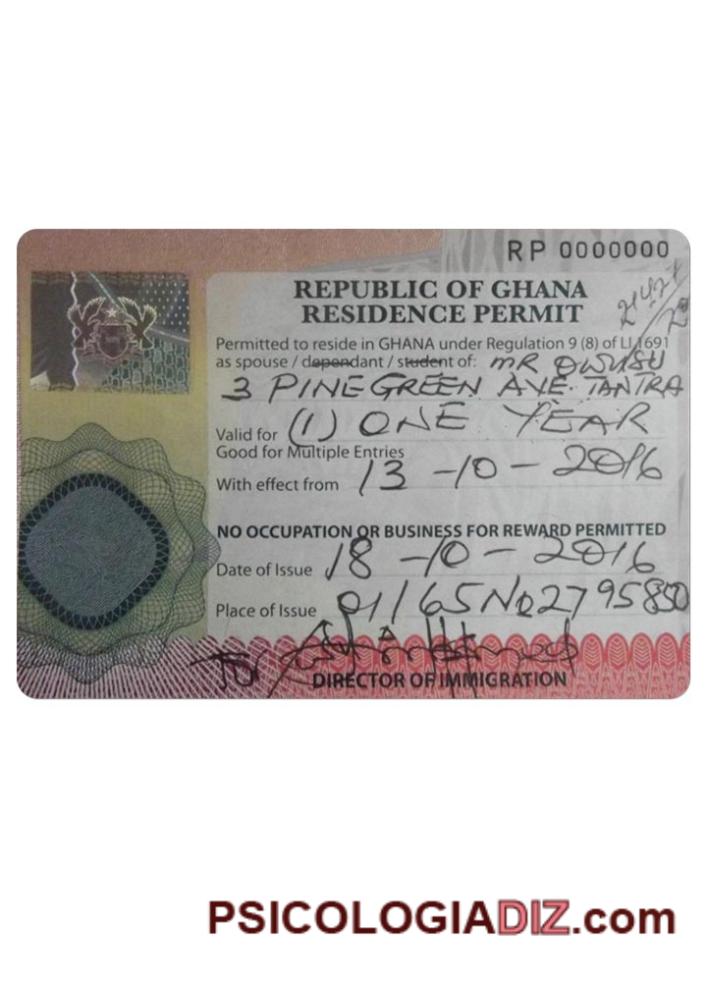 RP 0000000
REPUBLIC OF GHANA
RESIDENCE PERMIT
Permitted to reside in GHANA under Regulation 9 (8) of LI 1691
as spouse / dependant / student of: MR OWUSU
3 PINE GREEN AVE. TANTRA
Valid for (1) ONE YEAR
Good for Multiple Entries
With effect from 13-10-2016
NO OCCUPATION OR BUSINESS FOR REWARD PERMITTED
Date of Issue 18-10-2016
Place of Issue
DIRECTOR OF IMMIGRATION
PSICOLOGIADIZ.com